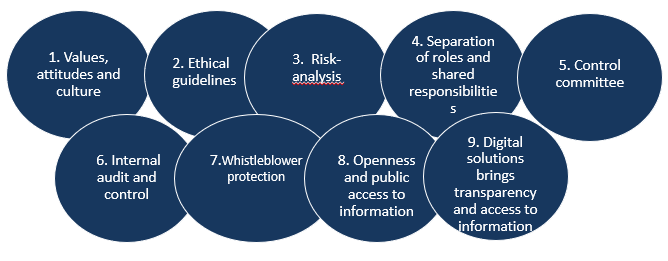 1. Values,
attitudes and
culture
2. Ethical
guidelines
3. Risk-
analysis
4. Separation
of roles and
shared
responsibilitie
s
5. Control
committee
6. Internal
audit and
control
7.Whistleblower
protection
8. Openness
and public
access to
information
9. Digital
solutions
brings
transparency
and access to
information